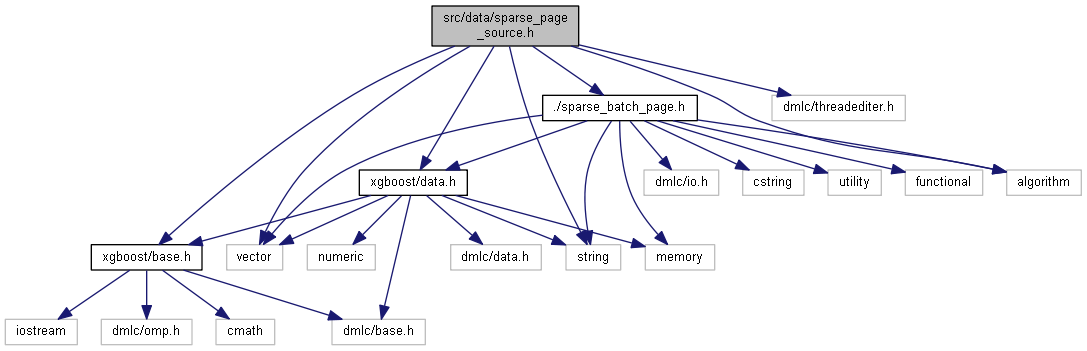 src/data/sparse_page
_source.h
./sparse_batch_page.h
dmlc/threadediter.h
xgboost/data.h
dmlc/io.h
cstring
utility
functional
algorithm
xgboost/base.h
vector
numeric
dmlc/data.h
string
memory
iostream
dmlc/omp.h
cmath
dmlc/base.h